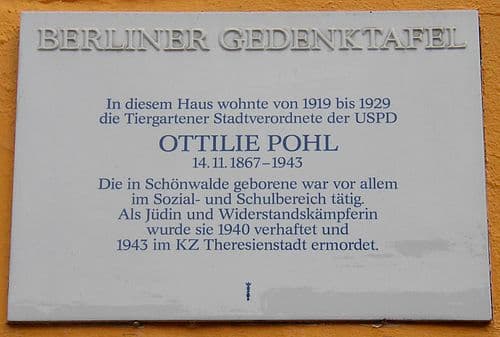 BERLINER GEDENKTAFEL
In diesem Haus wohnte von 1919 bis 1929
die Tiergartener Stadtverordnete der USPD
OTTILIE POHL
14.11.1867–1943
Die in Schönwalde geborene war vor allem
im Sozial- und Schulbereich tätig.
Als Jüdin und Widerstandskämpferin
wurde sie 1940 verhaftet und
1943 im KZ Theresienstadt ermordet.